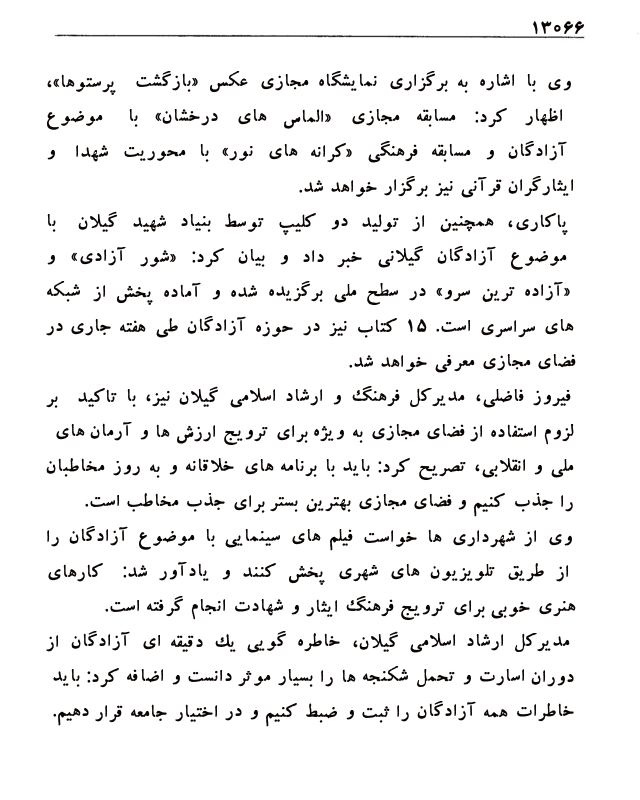 ۱۳۰۶۶
وی با اشاره به برگزاری نمایشگاه مجازی عکس «بازگشت پرستوها»،
اظهار کرد: مسابقه مجازی «الماس های درخشان» با موضوع
آزادگان و مسابقه فرهنگی «کرانه های نور» با محوریت شهدا و
ایثارگران قرآنی نیز برگزار خواهد شد.
پاکاری، همچنین از تولید دو کلیپ توسط بنیاد شهید گیلان با
موضوع آزادگان گیلانی خبر داد و بیان کرد: «شور آزادی» و
«آزاده ترین سرو» در سطح ملی برگزیده شده و آماده پخش از شبکه
های سراسری است. ۱۵ کتاب نیز در حوزه آزادگان طی هفته جاری در
فضای مجازی معرفی خواهد شد.
فیروز فاضلی، مدیرکل فرهنگ و ارشاد اسلامی گیلان نیز، با تاکید بر
لزوم استفاده از فضای مجازی به ویژه برای ترویج ارزش ها و آرمان های
ملی و انقلابی، تصریح کرد: باید با برنامه های خلاقانه و به روز مخاطبان
را جذب کنیم و فضای مجازی بهترین بستر برای جذب مخاطب است.
وی از شهرداری ها خواست فیلم های سینمایی با موضوع آزادگان را
از طریق تلویزیون های شهری پخش کنند و یادآور شد: کارهای
هنری خوبی برای ترویج فرهنگ ایثار و شهادت انجام گرفته است.
مدیرکل ارشاد اسلامی گیلان، خاطره گویی یك دقیقه ای آزادگان از
دوران اسارت و تحمل شکنجه ها را بسیار موثر دانست و اضافه کرد: باید
خاطرات همه آزادگان را ثبت و ضبط کنیم و در اختیار جامعه قرار دهیم.